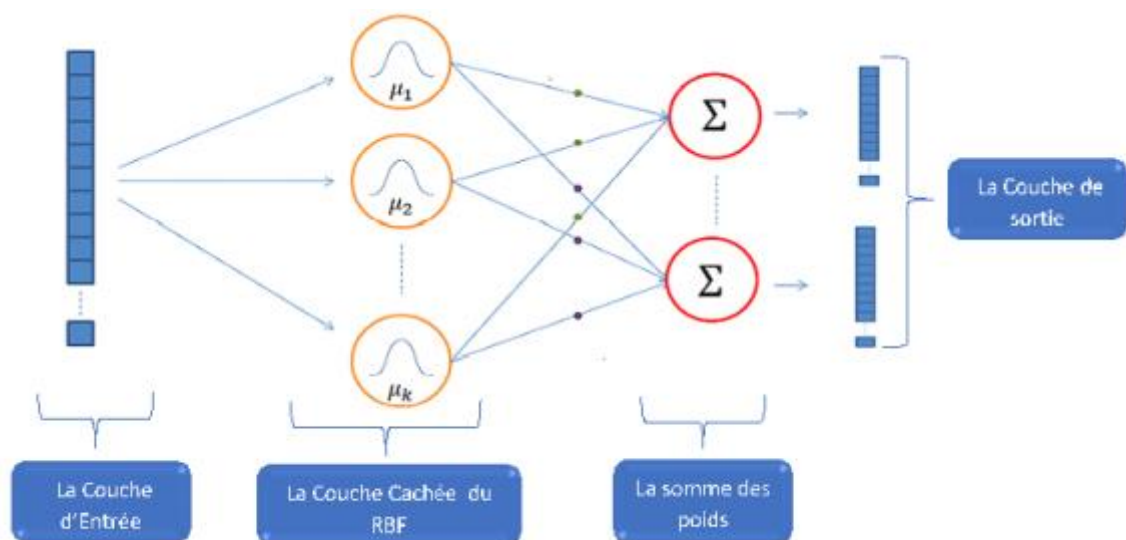 μ₁
μ₂
μₖ
Σ
Σ
La Couche de
sortie
La Couche
d'Entrée
La Couche Cachée du
RBF
La somme des
poids